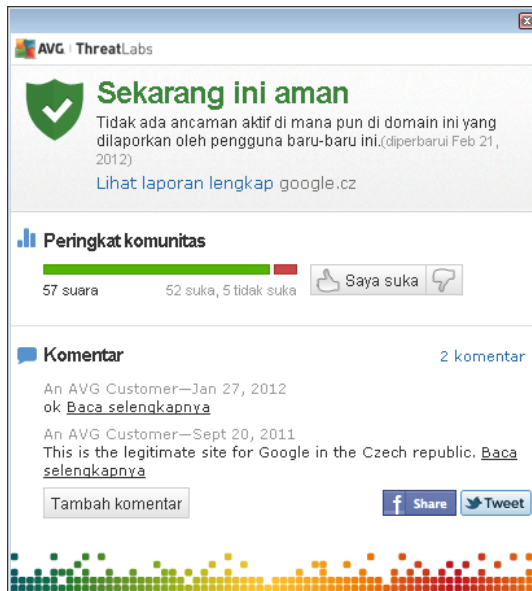 AVG ThreatLabs
Sekarang ini aman
Tidak ada ancaman aktif di mana pun di domain ini yang
dilaporkan oleh pengguna baru-baru ini.(diperbarui Feb 21,
2012)
Lihat laporan lengkap google.cz
Peringkat komunitas
57 suara 52 suka, 5 tidak suka
Saya suka
Komentar 2 komentar
An AVG Customer—Jan 27, 2012
ok Baca selengkapnya
An AVG Customer—Sept 20, 2011
This is the legitimate site for Google in the Czech republic. Baca
selengkapnya
Tambah komentar
f Share Tweet